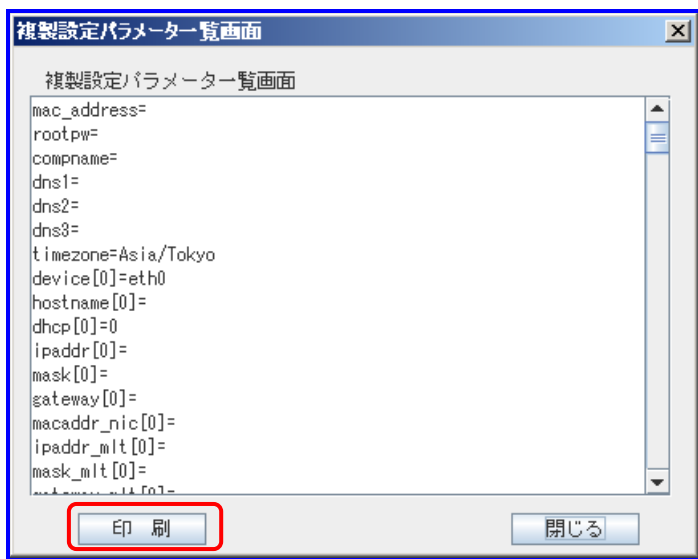 複製設定パラメーター覧画面
複製設定パラメーター覧画面
mac_address=
rootpw=
compname=
dns1=
dns2=
dns3=
timezone=Asia/Tokyo
device[0]=eth0
hostname[0]=
dhcp[0]=0
ipaddr[0]=
mask[0]=
gateway[0]=
macaddr_nic[0]=
ipaddr_mlt[0]=
mask_mlt[0]=
印 刷
閉じる